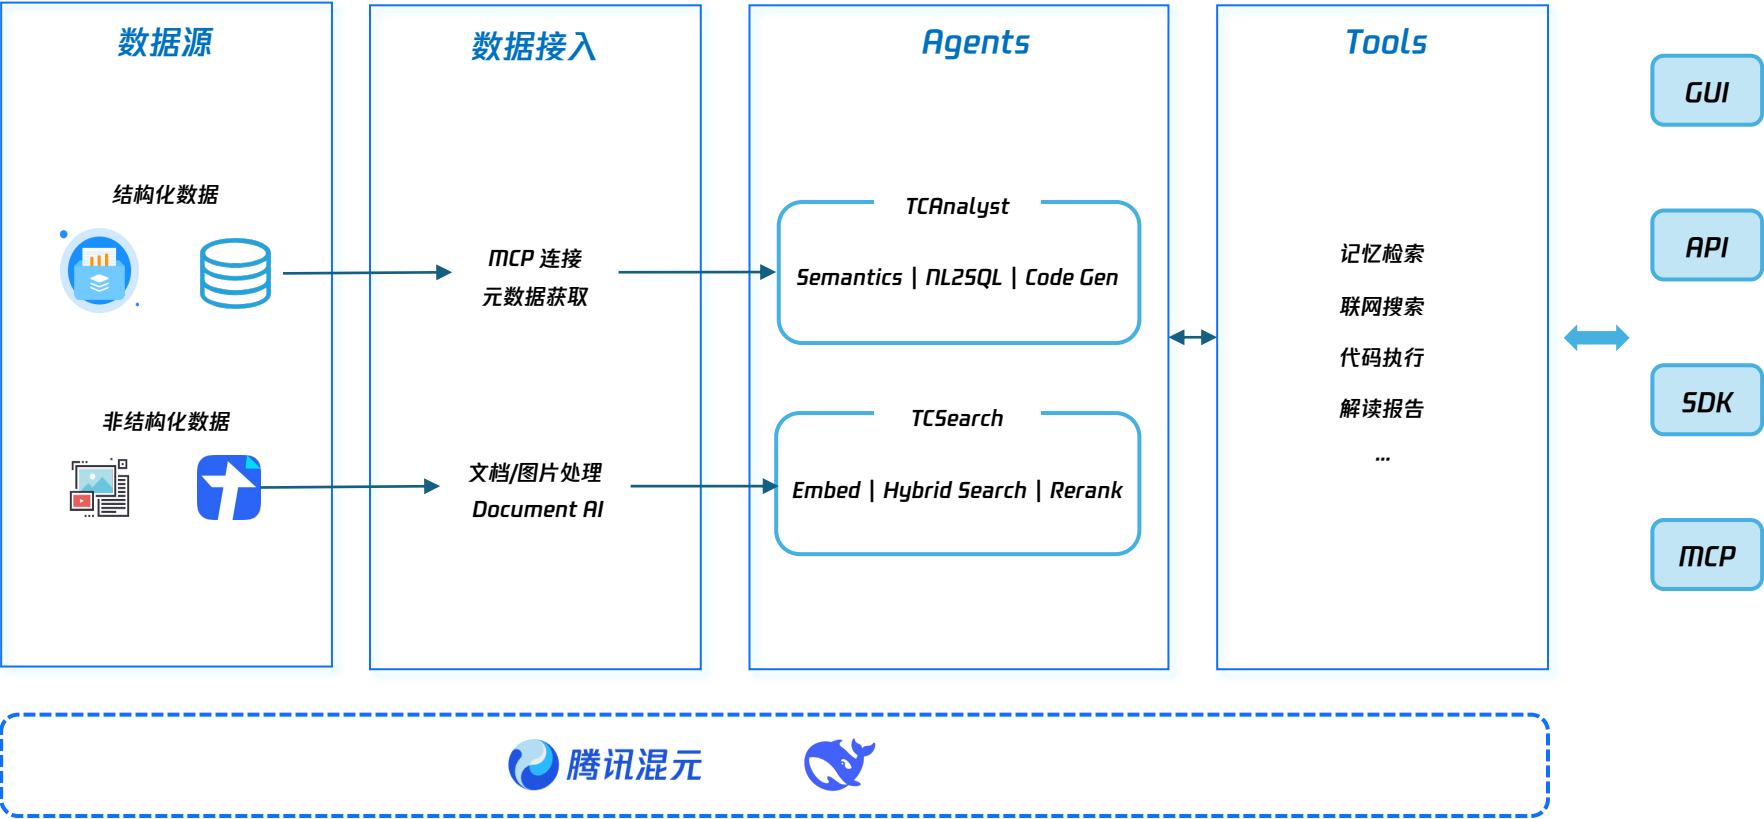 数据源
结构化数据
非结构化数据
数据接入
MCP 连接
元数据获取
文档/图片处理
Document AI
Agents
TCAnalyst
Semantics | NL2SQL | Code Gen
TCSearch
Embed | Hybrid Search | Rerank
Tools
记忆检索
联网搜索
代码执行
解读报告
...
GUI
API
SDK
MCP
腾讯混元